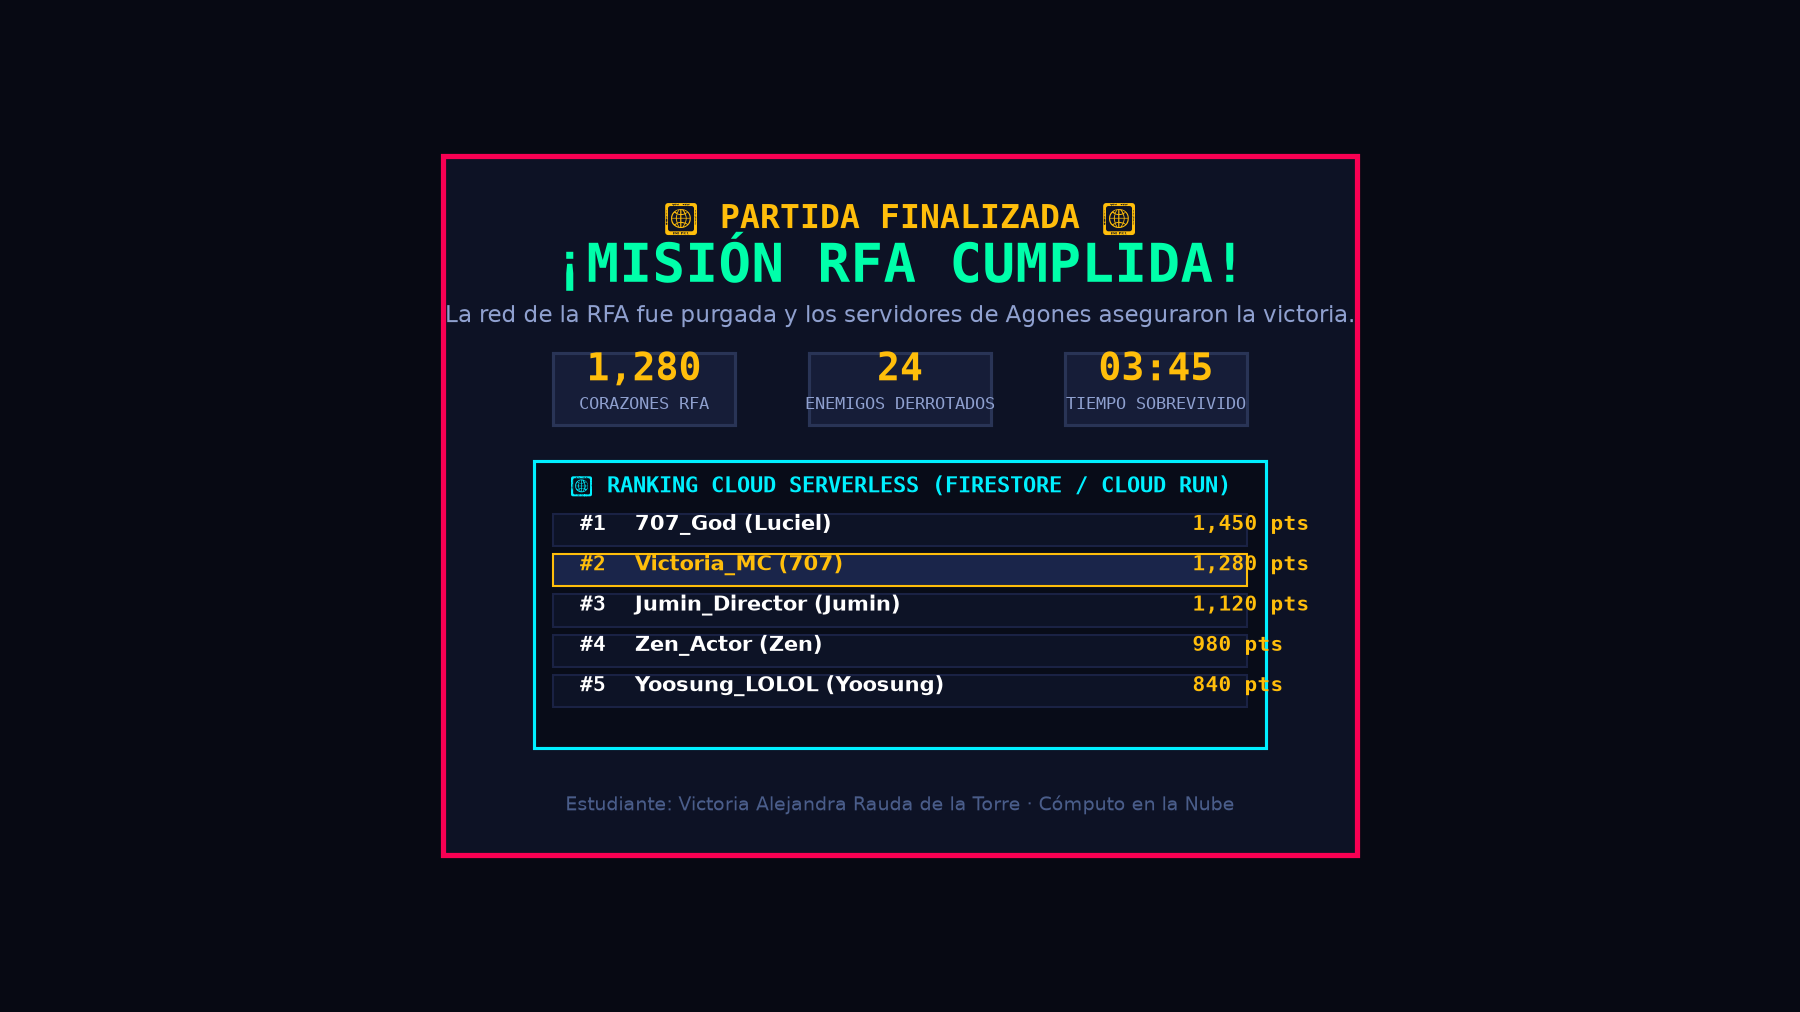 PARTIDA FINALIZADA
¡MISIÓN RFA CUMPLIDA!
La red de la RFA fue purgada y los servidores de Agones aseguraron la victoria.
1,280 24 03:45
CORAZONES RFA ENEMIGOS DERROTADOS TIEMPO SOBREVIVIDO
RANKING CLOUD SERVERLESS (FIRESTORE / CLOUD RUN)
#1 707_God (Luciel) 1,450 pts
#2 Victoria_MC (707) 1,280 pts
#3 Jumin_Director (Jumin) 1,120 pts
#4 Zen_Actor (Zen) 980 pts
#5 Yoosung_LOLOL (Yoosung) 840 pts
Estudiante: Victoria Alejandra Rauda de la Torre · Cómputo en la Nube